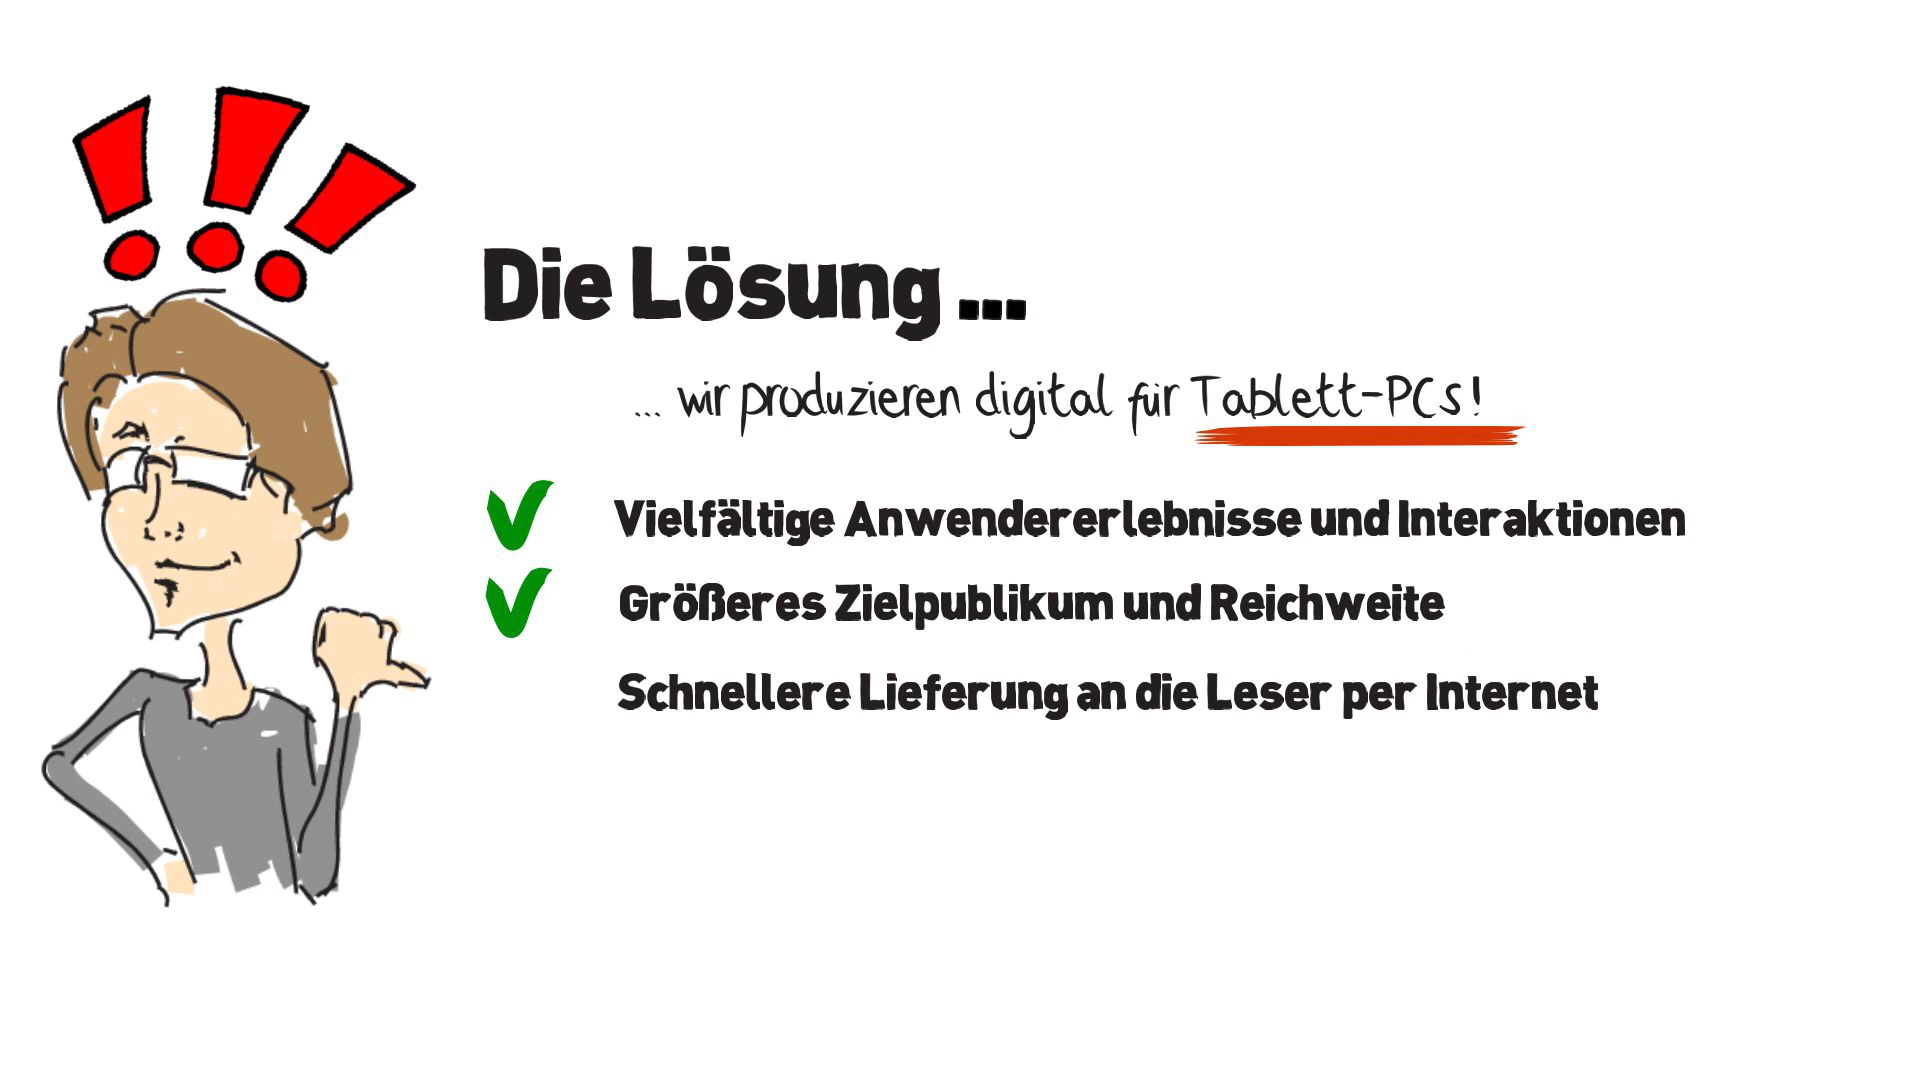 Die Lösung ...
... wir produzieren digital für Tablett-PCs!
Vielfältige Anwendererlebnisse und Interaktionen
Größeres Zielpublikum und Reichweite
Schnellere Lieferung an die Leser per Internet